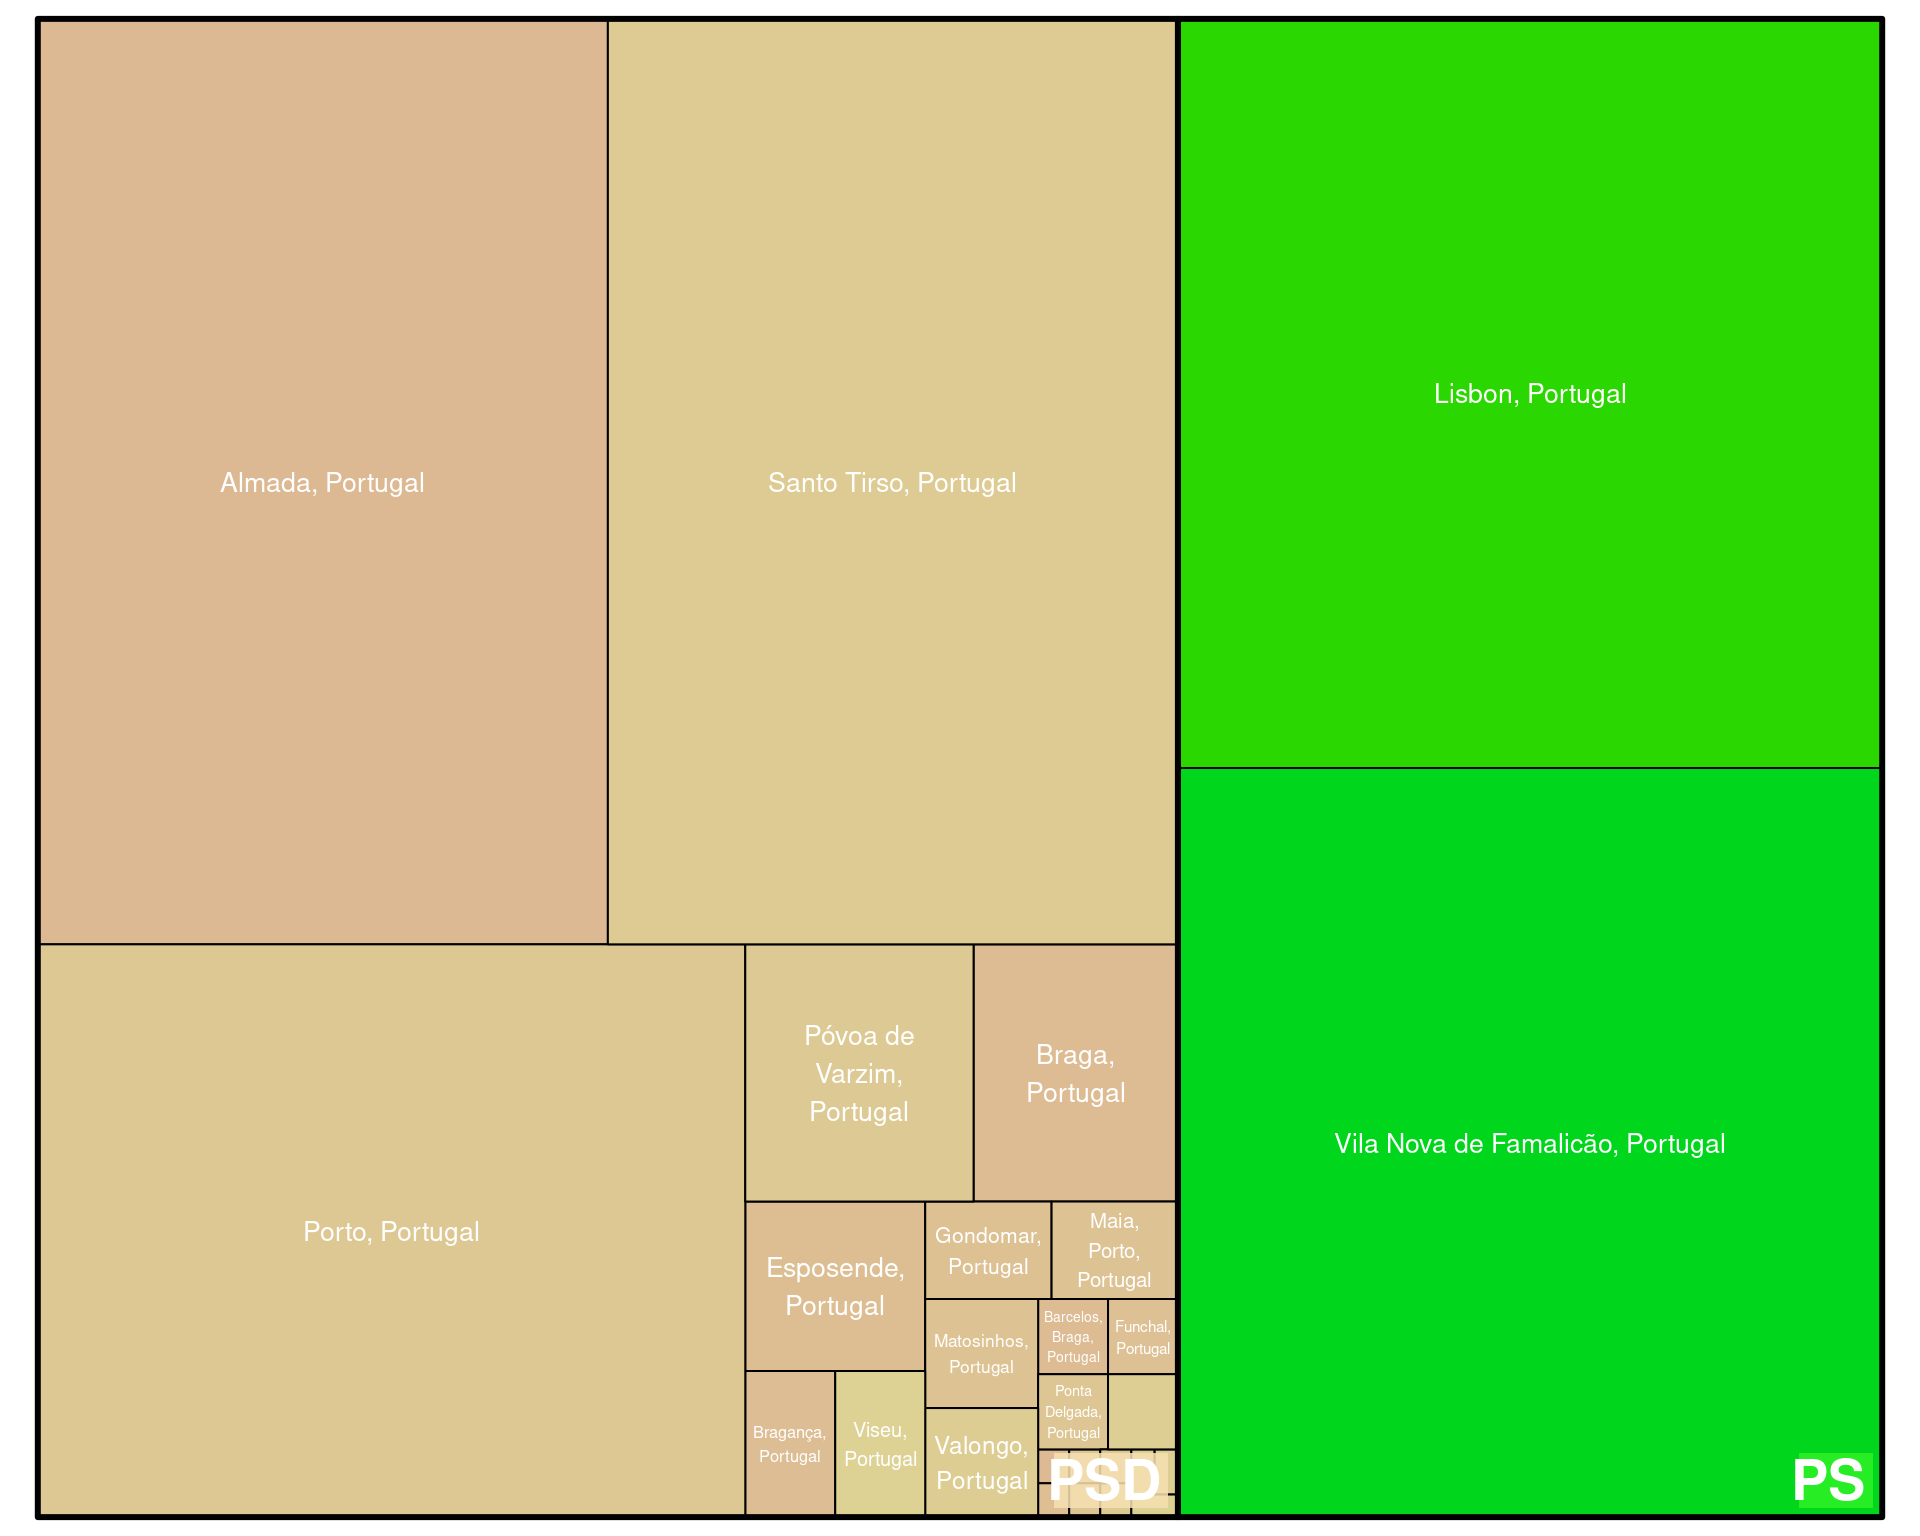 Almada, Portugal
Santo Tirso, Portugal
Lisbon, Portugal
Porto, Portugal
Póvoa de
Varzim,
Portugal
Braga,
Portugal
Vila Nova de Famalicão, Portugal
Esposende,
Portugal
Gondomar,
Portugal
Maia,
Porto,
Portugal
Matosinhos,
Portugal
Barcelos,
Braga,
Portugal
Funchal,
Portugal
Ponta
Delgada,
Portugal
Bragança,
Portugal
Viseu,
Portugal
Valongo,
Portugal
PSD
PS